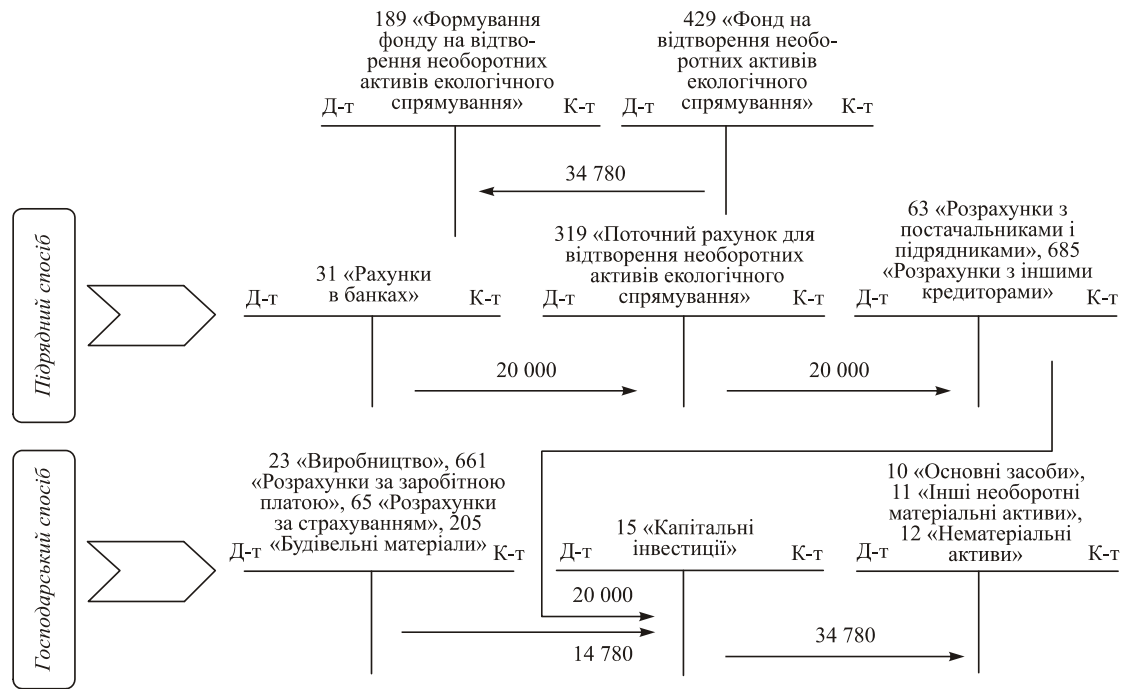 189 «Формування
фонду на відтво-
рення необоротних
активів екологічного
спрямування»
Д-т
К-т
429 «Фонд на
відтворення необо-
ротних активів
екологічного
спрямування»
Д-т
К-т
34 780
Підрядний спосіб
31 «Рахунки
в банках»
Д-т
К-т
319 «Поточний рахунок для
відтворення необоротних
активів екологічного
спрямування»
Д-т
К-т
63 «Розрахунки з
постачальниками і
підрядниками», 685
«Розрахунки з іншими
кредиторами»
Д-т
К-т
20 000
20 000
Господарський спосіб
23 «Виробництво», 661
«Розрахунки за заробітною
платою», 65 «Розрахунки
за страхуванням», 205
«Будівельні матеріали»
Д-т
К-т
15 «Капітальні
інвестиції»
Д-т
К-т
10 «Основні засоби»,
11 «Інші необоротні
матеріальні активи»,
12 «Нематеріальні
активи»
Д-т
К-т
20 000
14 780
34 780